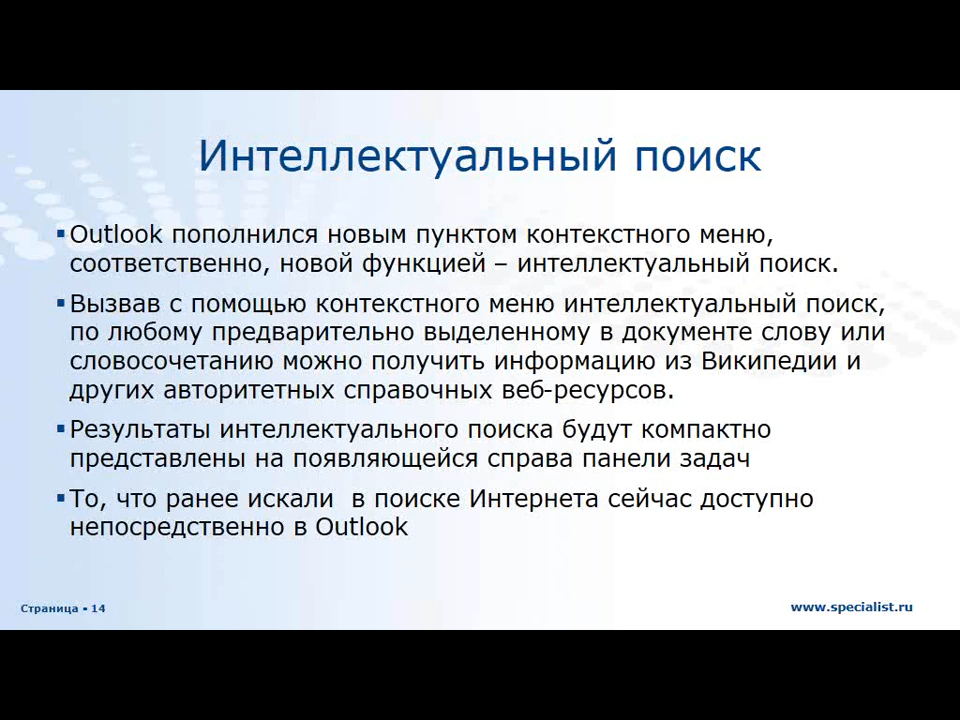 Интеллектуальный поиск
▪Outlook пополнился новым пунктом контекстного меню,
соответственно, новой функцией – интеллектуальный поиск.
▪Вызвав с помощью контекстного меню интеллектуальный поиск,
по любому предварительно выделенному в документе слову или
словосочетанию можно получить информацию из Википедии и
других авторитетных справочных веб-ресурсов.
▪Результаты интеллектуального поиска будут компактно
представлены на появляющейся справа панели задач
▪То, что ранее искали  в поиске Интернета сейчас доступно
непосредственно в Outlook
Страница ▪ 14
www.specialist.ru